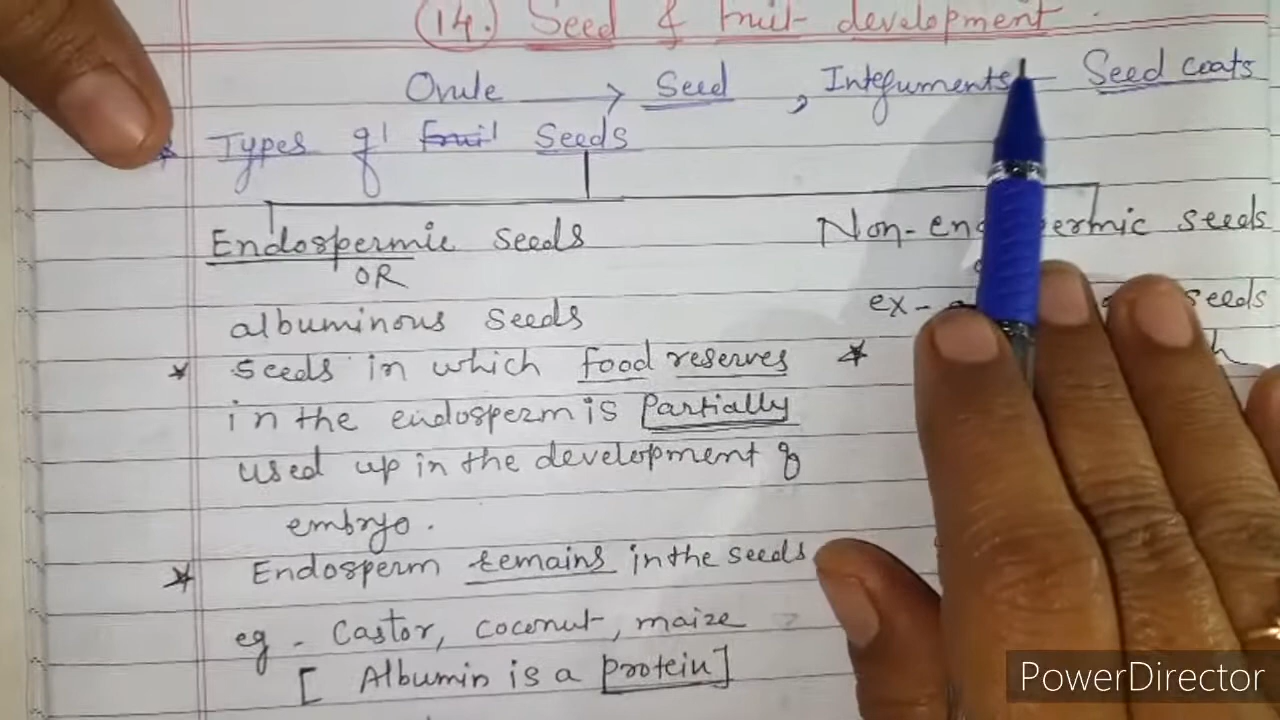 (14.) Seed & fruit development
Ovule → Seed , Integuments — Seed coats
Types of fruit Seeds
Endospermic seeds
OR
albuminous seeds
Non-endospermic seeds
ex- seeds
* Seeds in which food reserves
in the endosperm is Partially
used up in the development of
embryo.
* Endosperm remains in the seeds
eg - Castor, coconut, maize
[ Albumin is a protein]
PowerDirector